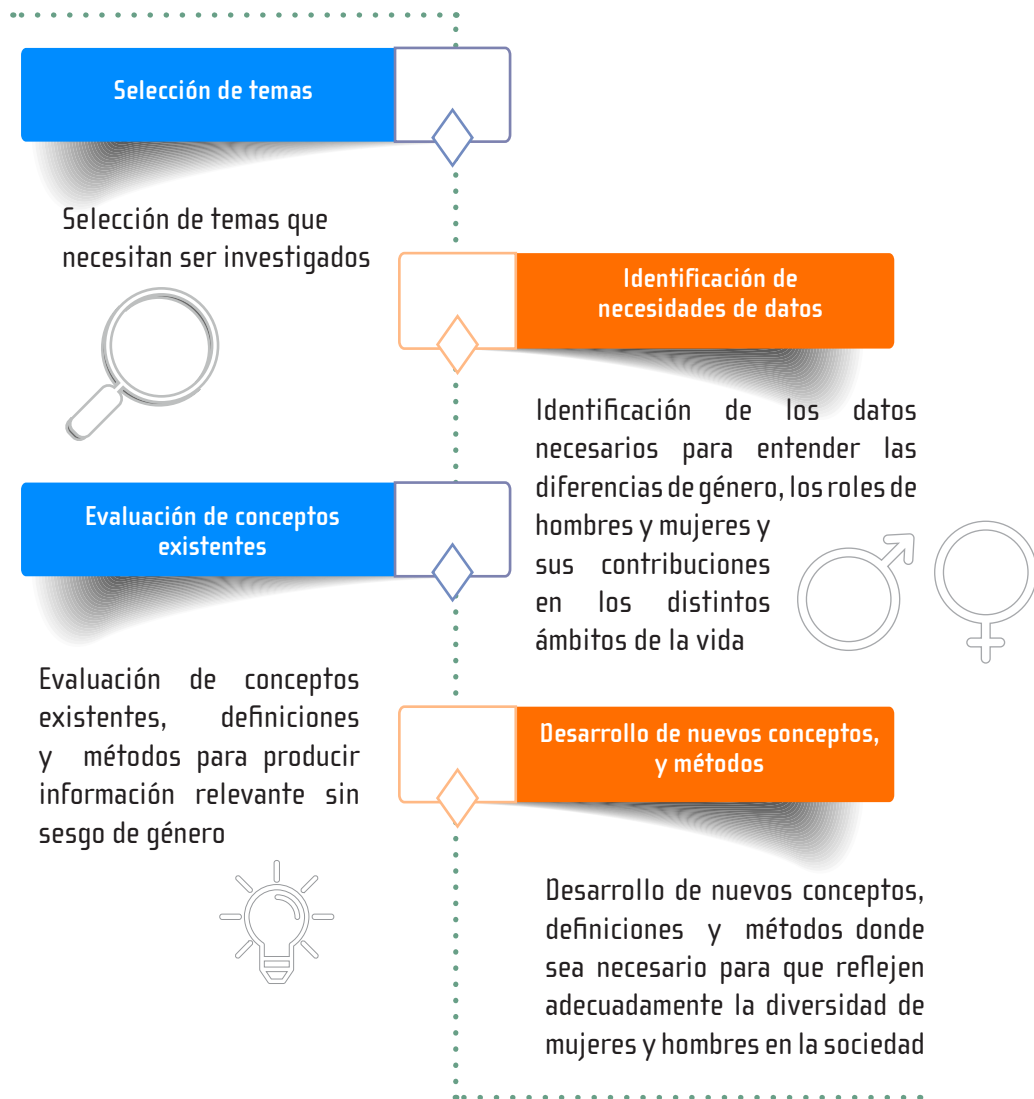 Selección de temas
Selección de temas que
necesitan ser investigados
Identificación de
necesidades de datos
Identificación de los datos
necesarios para entender las
diferencias de género, los roles de
hombres y mujeres y
sus contribuciones
en los distintos
ámbitos de la vida
Evaluación de conceptos
existentes
Evaluación de conceptos
existentes, definiciones
y métodos para producir
información relevante sin
sesgo de género
Desarrollo de nuevos conceptos,
y métodos
Desarrollo de nuevos conceptos,
definiciones y métodos donde
sea necesario para que reflejen
adecuadamente la diversidad de
mujeres y hombres en la sociedad